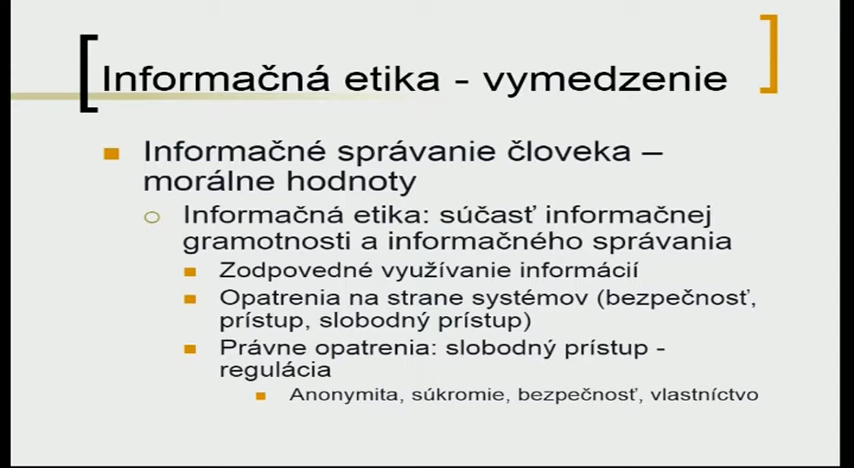 Informačná etika - vymedzenie
Informačné správanie človeka –
morálne hodnoty
Informačná etika: súčasť informačnej
gramotnosti a informačného správania
Zodpovedné využívanie informácií
Opatrenia na strane systémov (bezpečnosť,
prístup, slobodný prístup)
Právne opatrenia: slobodný prístup -
regulácia
Anonymita, súkromie, bezpečnosť, vlastníctvo